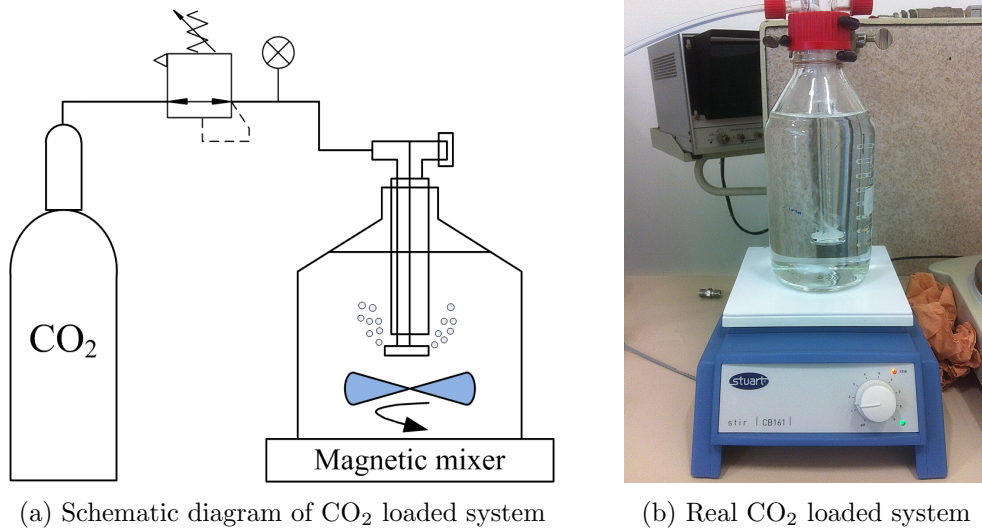 CO₂
Magnetic mixer
(a) Schematic diagram of CO₂ loaded system
stuart
stir | CB161 |
(b) Real CO₂ loaded system